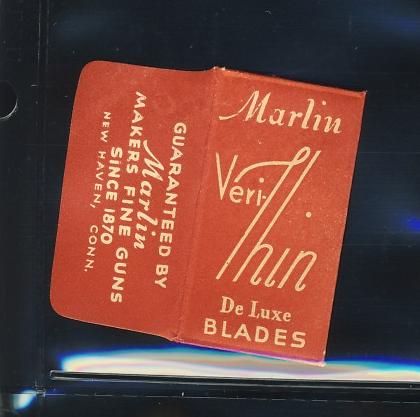 Marlin
Veri-
Thin
De Luxe
BLADES
GUARANTEED BY
Marlin
MAKERS FINE GUNS
SINCE 1870
NEW HAVEN, CONN.